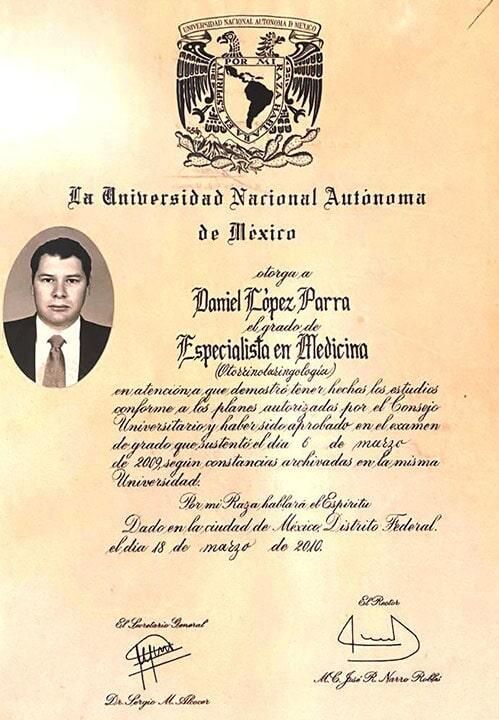 UNIVERSIDAD NACIONAL AUTONOMA D MEXICO
POR MI RAZA HABLARA EL ESPIRITU
La Universidad Nacional Autónoma
de México
otorga a
Daniel López Parra
el grado de
Especialista en Medicina
(Otorrinolaringología)
en atención a que demostró tener hechos los estudios
conforme a los planes autorizados por el Consejo
Universitario y haber sido aprobado en el examen
de grado que sustentó el día 6 de marzo
de 2009, según constancias archivadas en la misma
Universidad.
Por mi Raza hablará el Espíritu
Dado en la ciudad de México, Distrito Federal,
el día 18 de marzo de 2010.
El Secretario General
El Rector
Dr. Sergio M. Alcocer
M.C. José R. Narro Robles